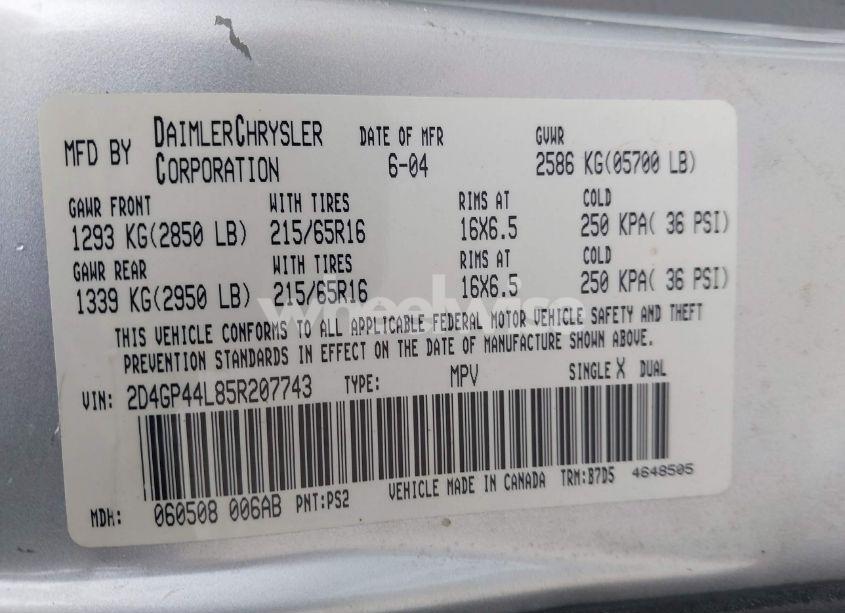 MFD BY DAIMLERCHRYSLER CORPORATION DATE OF MFR 6-04 GVWR 2586 KG(05700 LB)
GAWR FRONT WITH TIRES RIMS AT COLD
1293 KG(2850 LB) 215/65R16 16X6.5 250 KPA( 36 PSI)
GAWR REAR WITH TIRES RIMS AT COLD
1339 KG(2950 LB) 215/65R16 16X6.5 250 KPA( 36 PSI)
wheelwise
THIS VEHICLE CONFORMS TO ALL APPLICABLE FEDERAL MOTOR VEHICLE SAFETY AND THEFT
PREVENTION STANDARDS IN EFFECT ON THE DATE OF MANUFACTURE SHOWN ABOVE.
VIN: 2D4GP44L85R207743 TYPE: MPV SINGLE X DUAL
MDH: 060508 006AB PNT:PS2 VEHICLE MADE IN CANADA TRM:B7D5 4648505